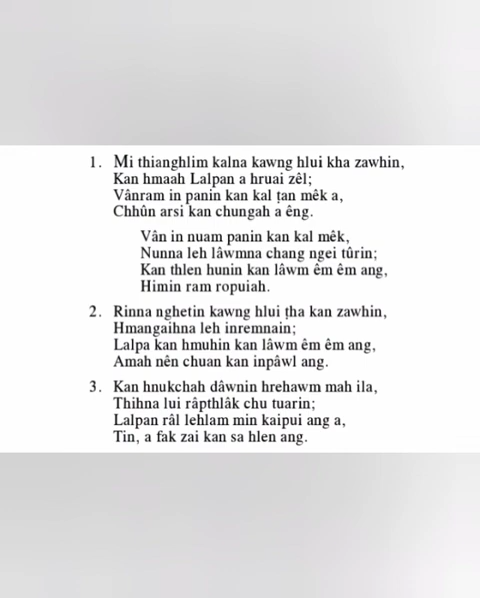 1. Mi thianghlim kalna kawng hlui kha zawhin,
Kan hmaah Lalpan a hruai zêl;
Vânram in panin kan kal ṭan mêk a,
Chhûn arsi kan chungah a êng.
Vân in nuam panin kan kal mêk,
Nunna leh lâwmna chang ngei tûrin;
Kan thlen hunin kan lâwm êm êm ang,
Himin ram ropuiah.
2. Rinna nghetin kawng hlui ṭha kan zawhin,
Hmangaihna leh inremnain;
Lalpa kan hmuhin kan lâwm êm êm ang,
Amah nên chuan kan inpâwl ang.
3. Kan hnukchah dâwnin hrehawm mah ila,
Thihna lui râpthlâk chu tuarin;
Lalpan râl lehlam min kaipui ang a,
Tin, a fak zai kan sa hlen ang.